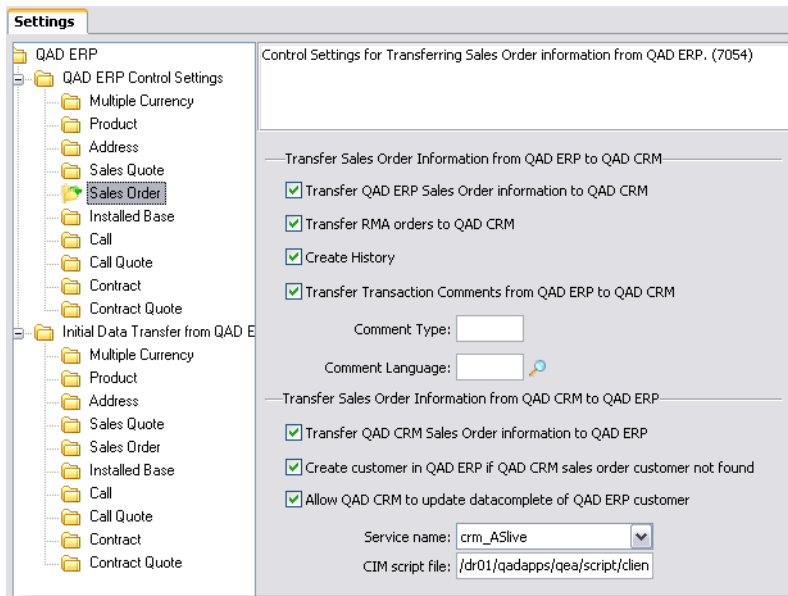 Settings
QAD ERP
QAD ERP Control Settings
Multiple Currency
Product
Address
Sales Quote
Sales Order
Installed Base
Call
Call Quote
Contract
Contract Quote
Initial Data Transfer from QAD E
Multiple Currency
Product
Address
Sales Quote
Sales Order
Installed Base
Call
Call Quote
Contract
Contract Quote
Control Settings for Transferring Sales Order information from QAD ERP. (7054)
Transfer Sales Order Information from QAD ERP to QAD CRM
Transfer QAD ERP Sales Order information to QAD CRM
Transfer RMA orders to QAD CRM
Create History
Transfer Transaction Comments from QAD ERP to QAD CRM
Comment Type:
Comment Language:
Transfer Sales Order Information from QAD CRM to QAD ERP
Transfer QAD CRM Sales Order information to QAD ERP
Create customer in QAD ERP if QAD CRM sales order customer not found
Allow QAD CRM to update datacomplete of QAD ERP customer
Service name: crm_ASlive
CIM script file: /dr01/qadapps/qea/script/clien